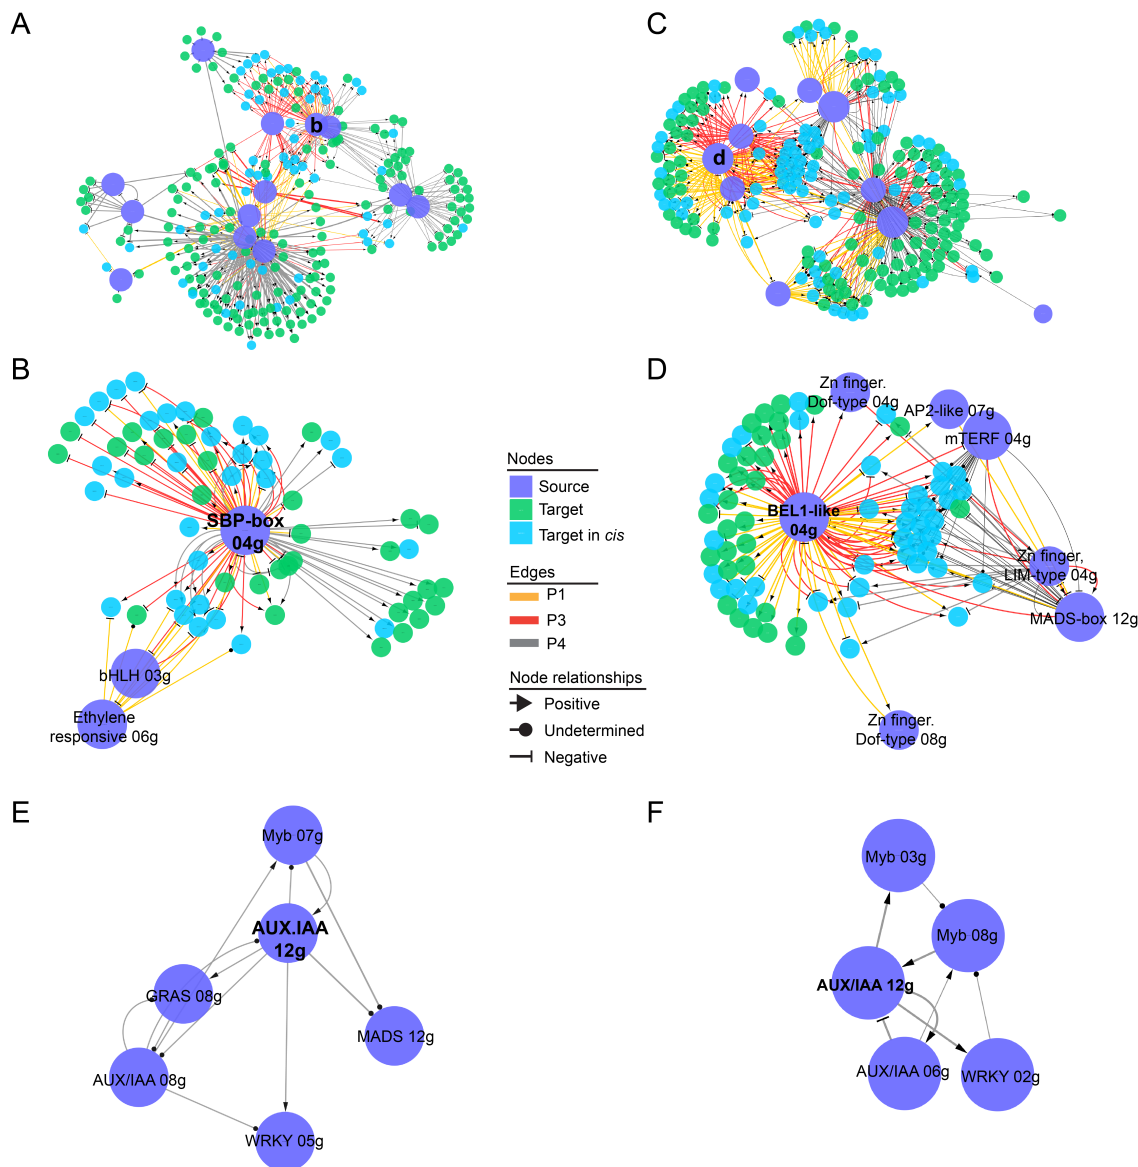 A
b
C
d
B
SBP-box
04g
bHLH 03g
Ethylene
responsive 06g
Nodes
Source
Target
Target in cis
Edges
P1
P3
P4
Node relationships
Positive
Undetermined
Negative
D
Zn finger.
Dof-type 04g
AP2-like 07g
mTERF 04g
BEL1-like
04g
Zn finger,
LIM-type 04g
MADS-box 12g
Zn finger.
Dof-type 08g
E
Myb 07g
AUX.IAA
12g
GRAS 08g
MADS 12g
AUX/IAA 08g
WRKY 05g
F
Myb 03g
Myb 08g
AUX/IAA 12g
AUX/IAA 06g
WRKY 02g